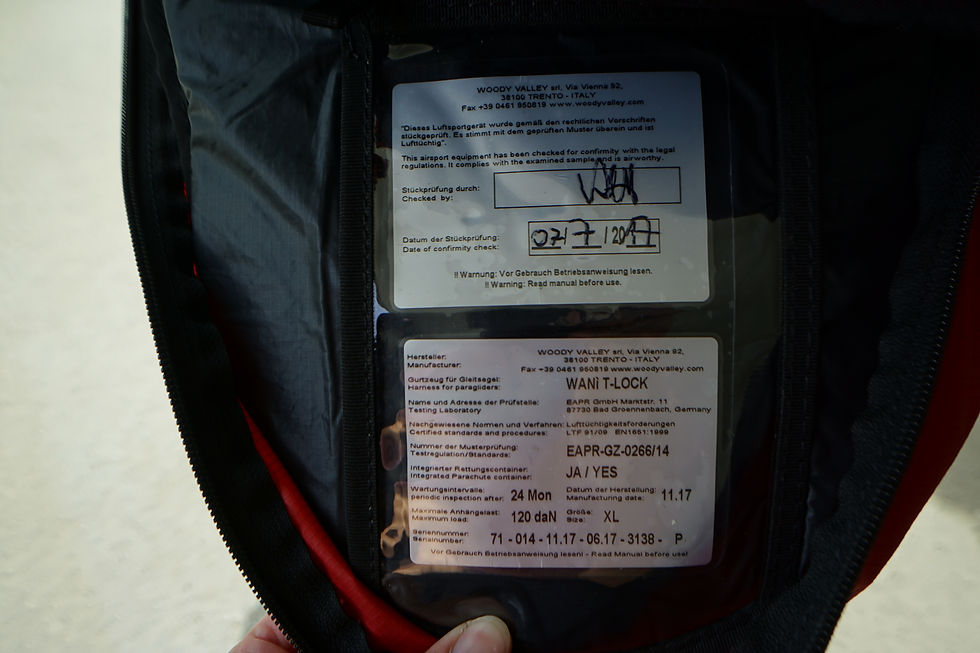 WOODY VALLEY srl, Via Vienna 92,
38100 TRENTO - ITALY
Fax +39 0461 950819 www.woodyvalley.com
"Dieses Luftsportgerät wurde gemäß den rechtlichen Vorschriften
stückgeprüft. Es stimmt mit dem geprüften Muster überein und ist
Lufttüchtig".
This airsport equipment has been checked for confirmity with the legal
regulations. It complies with the examined sample and is airworthy.
Stückprüfung durch:
Checked by:
Datum der Stückprüfung: 07/7/2017
Date of confirmity check:
!! Warnung: Vor Gebrauch Betriebsanweisung lesen.
!! Warning: Read manual before use.
Hersteller: WOODY VALLEY srl, Via Vienna 92,
Manufacturer: 38100 TRENTO - ITALY
Fax +39 0461 950819 www.woodyvalley.com
Gurtzeug für Gleitsegel: WANI T-LOCK
Harness for paragliders:
Name und Adresse der Prüfstelle: EAPR GmbH Marktstr. 11
Testing Laboratory 87730 Bad Groennenbach, Germany
Nachgewiesene Normen und Verfahren: Lufttüchtigkeitsforderungen
Certified standards and procedures: LTF 91/09 EN1651:1999
Nummer der Musterprüfung: EAPR-GZ-0266/14
Testregulation/Standards:
Integrierter Rettungscontainer: JA / YES
Integrated Parachute container:
Wartungsintervalle: 24 Mon Datum der Herstellung: 11.17
periodic inspection after: Manufacturing date:
Maximale Anhängelast: 120 daN Größe: XL
Maximum load: Size:
Seriennummer: 71 - 014 - 11.17 - 06.17 - 3138 - P
Serialnumber:
Vor Gebrauch Betriebsanweisung lesen! - Read Manual before use!